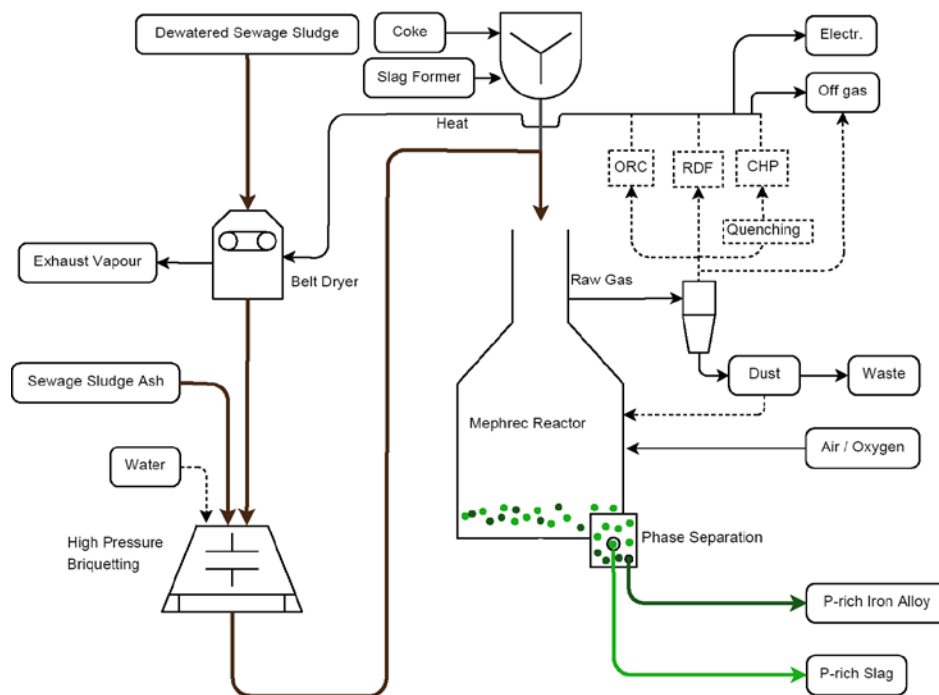 Dewatered Sewage Sludge
Coke
Electr.
Slag Former
Off gas
Heat
ORC
RDF
CHP
Quenching
Exhaust Vapour
Belt Dryer
Raw Gas
Sewage Sludge Ash
Dust
Waste
Mephrec Reactor
Air / Oxygen
Water
High Pressure
Briquetting
Phase Separation
P-rich Iron Alloy
P-rich Slag